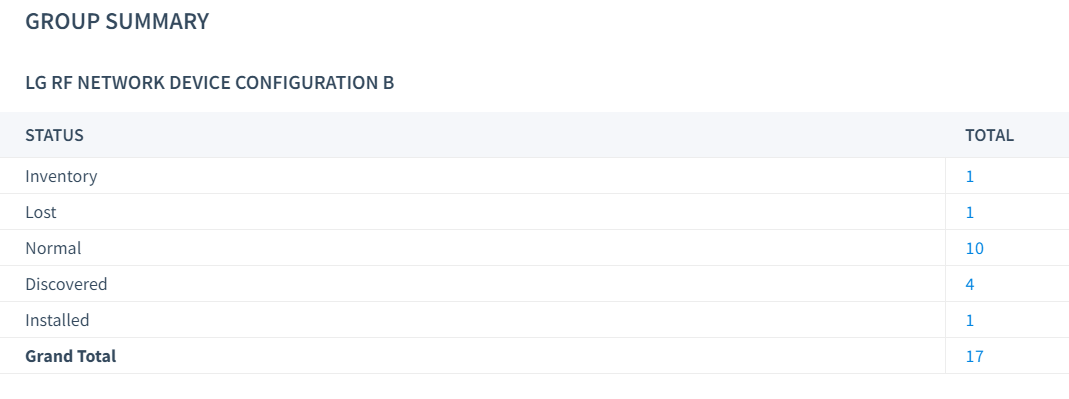 GROUP SUMMARY
LG RF NETWORK DEVICE CONFIGURATION B
STATUS TOTAL
Inventory 1
Lost 1
Normal 10
Discovered 4
Installed 1
Grand Total 17